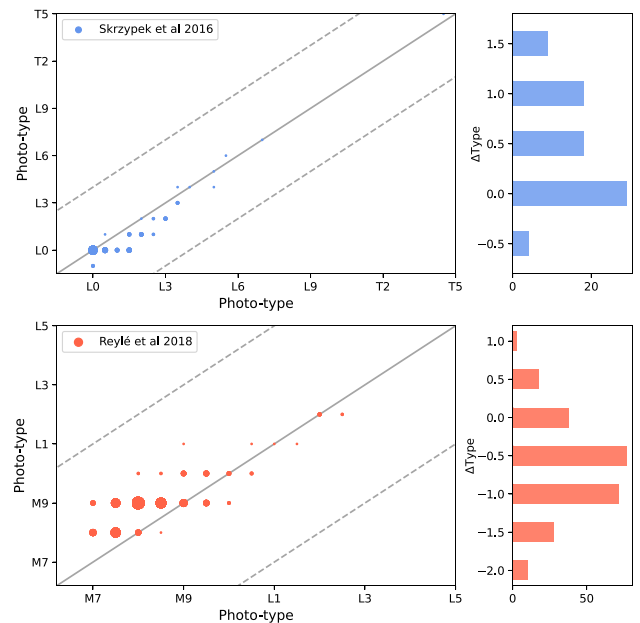 T5
T2
L9
L6
L3
L0
Photo-type
Skrzypek et al 2016
L0 L3 L6 L9 T2 T5
Photo-type
1.5
1.0
0.5
0.0
−0.5
ΔType
0 20
L5
L3
L1
M9
M7
Photo-type
Reylé et al 2018
M7 M9 L1 L3 L5
Photo-type
1.0
0.5
0.0
−0.5
−1.0
−1.5
−2.0
ΔType
0 50